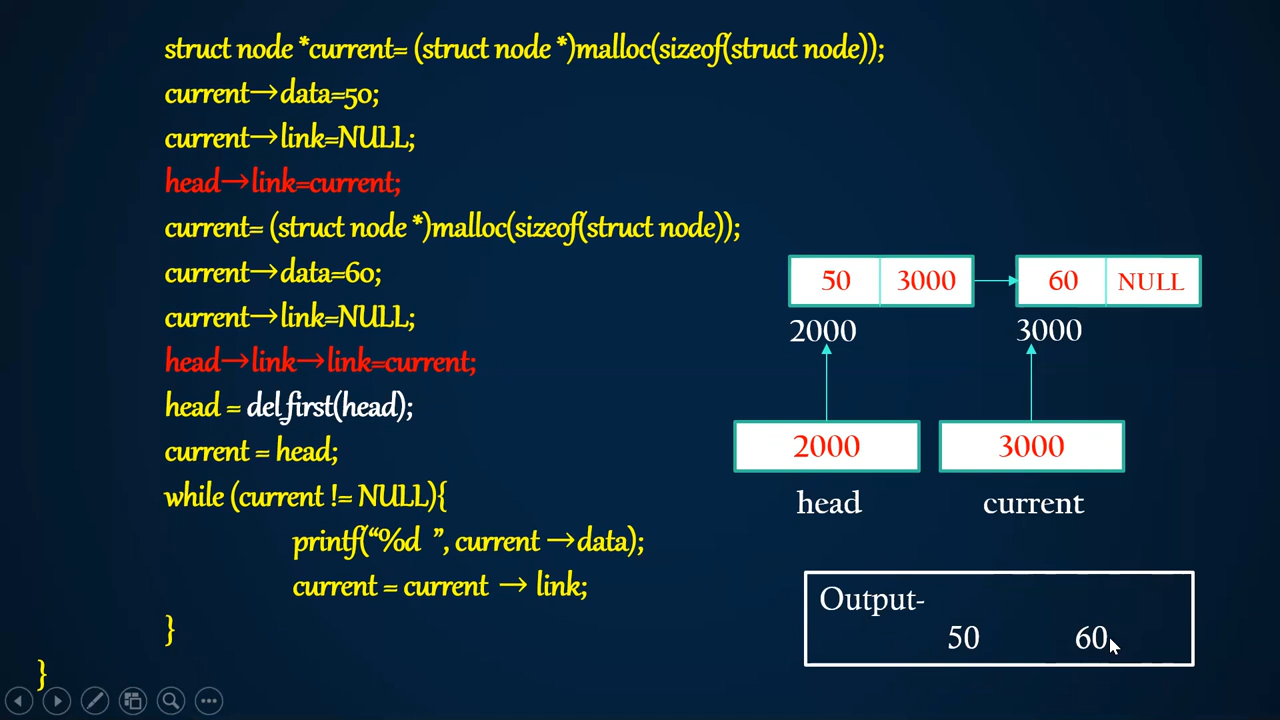 struct node *current= (struct node *)malloc(sizeof(struct node));
current→data=50;
current→link=NULL;
head→link=current;
current= (struct node *)malloc(sizeof(struct node));
current→data=60;
current→link=NULL;
head→link→link=current;
head = del_first(head);
current = head;
while (current != NULL){
printf(“%d ”, current →data);
current = current → link;
}
}
50 3000 60 NULL
2000 3000
2000 3000
head current
Output-
50 60